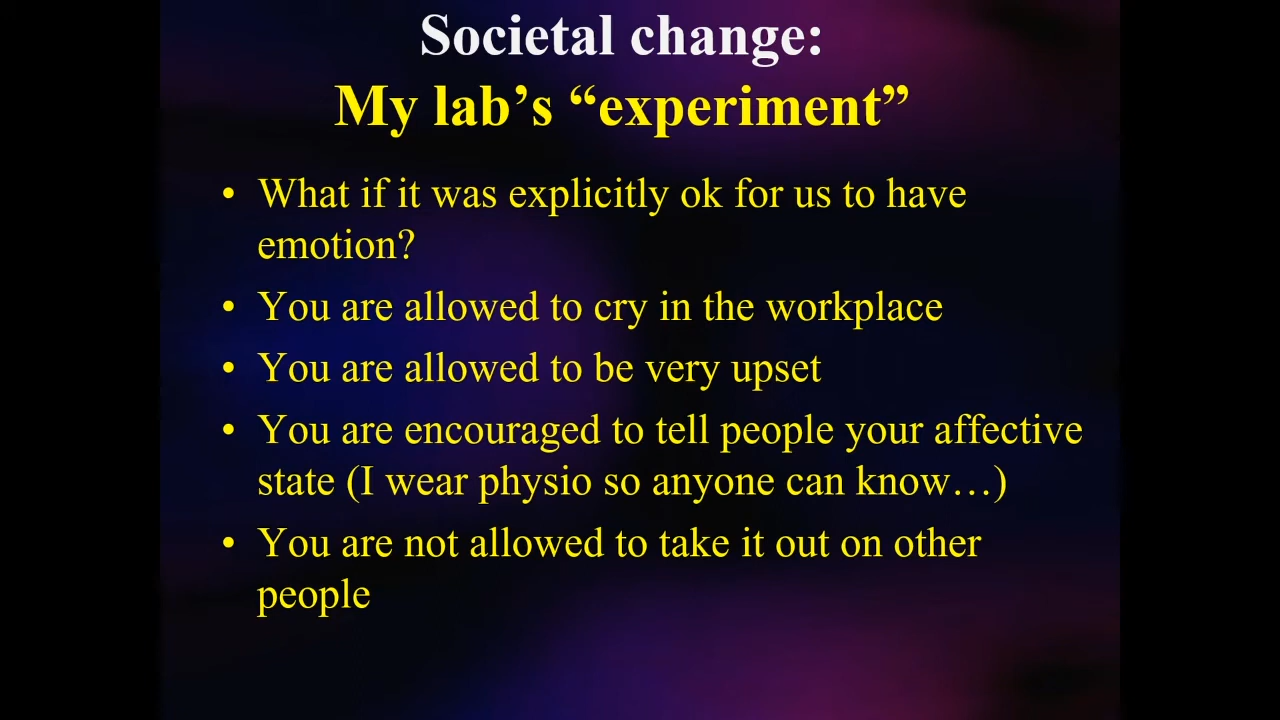 Societal change:
My lab’s “experiment”
• What if it was explicitly ok for us to have
emotion?
• You are allowed to cry in the workplace
• You are allowed to be very upset
• You are encouraged to tell people your affective
state (I wear physio so anyone can know…)
• You are not allowed to take it out on other
people